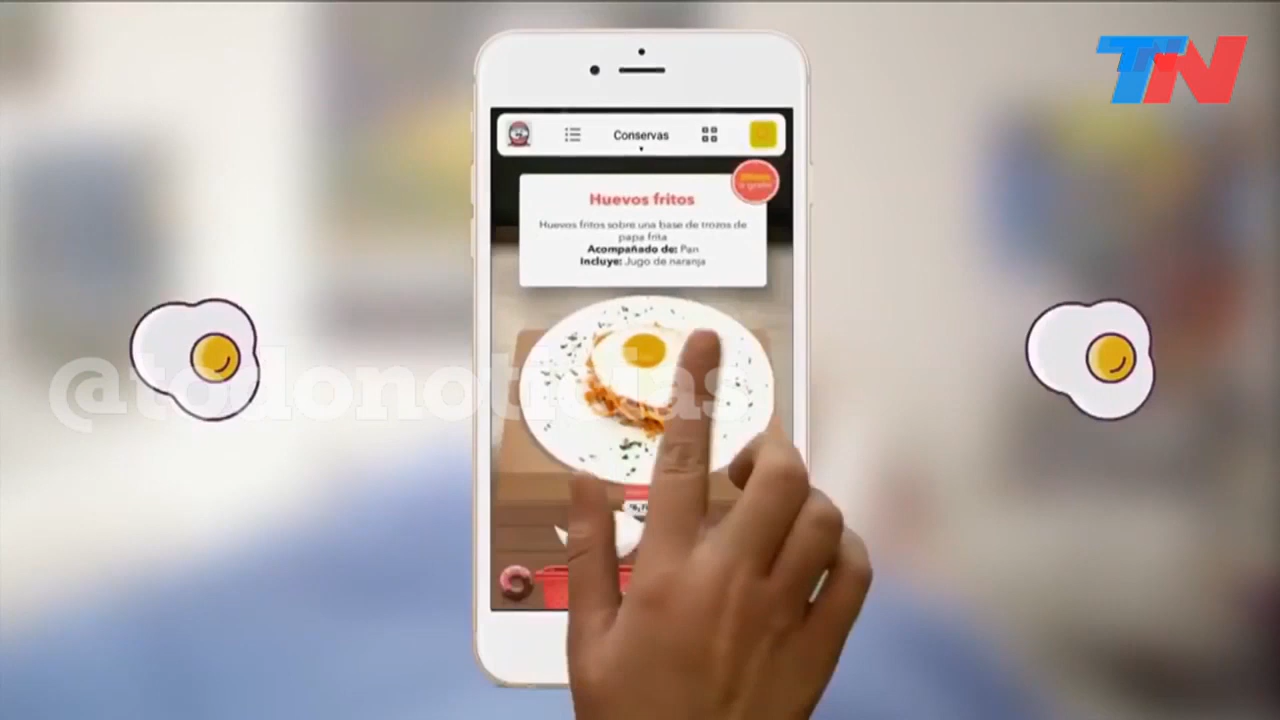 TN
Conservas
Huevos fritos
Huevos fritos sobre una base de trozos de
papa frita
Acompañado de: Pan
Incluye: Jugo de naranja
@todonoticias